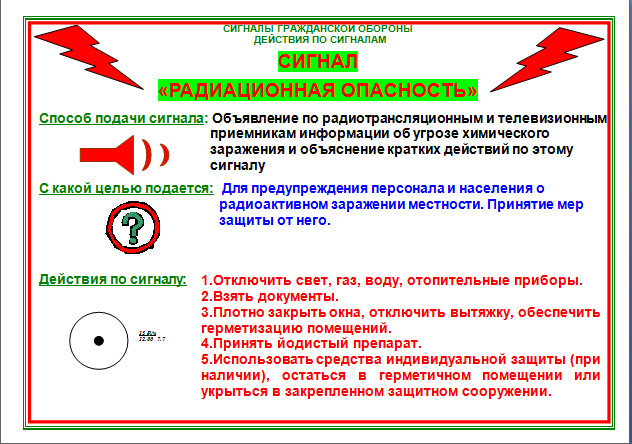 СИГНАЛЫ ГРАЖДАНСКОЙ ОБОРОНЫ
ДЕЙСТВИЯ ПО СИГНАЛАМ
СИГНАЛ
«РАДИАЦИОННАЯ ОПАСНОСТЬ»
Способ подачи сигнала: Объявление по радиотрансляционным и телевизионным
приемникам информации об угрозе химического
заражения и объяснение кратких действий по этому
сигналу
С какой целью подается: Для предупреждения персонала и населения о
радиоактивном заражении местности. Принятие мер
защиты от него.
?
Действия по сигналу: 1.Отключить свет, газ, воду, отопительные приборы.
2.Взять документы.
3.Плотно закрыть окна, отключить вытяжку, обеспечить
герметизацию помещений.
4.Принять йодистый препарат.
5.Использовать средства индивидуальной защиты (при
наличии), остаться в герметичном помещении или
укрыться в закрепленном защитном сооружении.